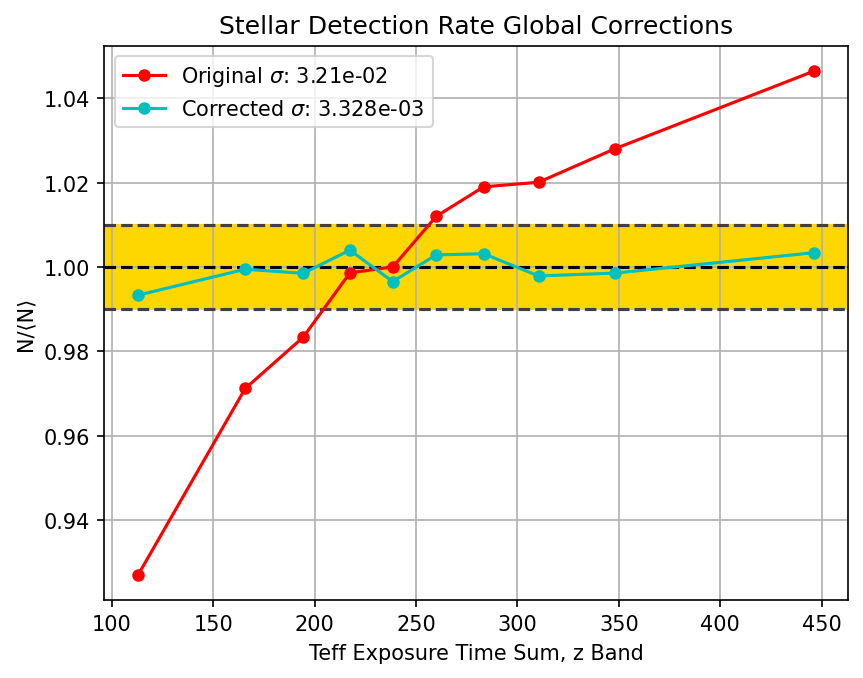 Stellar Detection Rate Global Corrections
Original σ: 3.21e-02
Corrected σ: 3.328e-03
N/⟨N⟩
1.04
1.02
1.00
0.98
0.96
0.94
100 150 200 250 300 350 400 450
Teff Exposure Time Sum, z Band